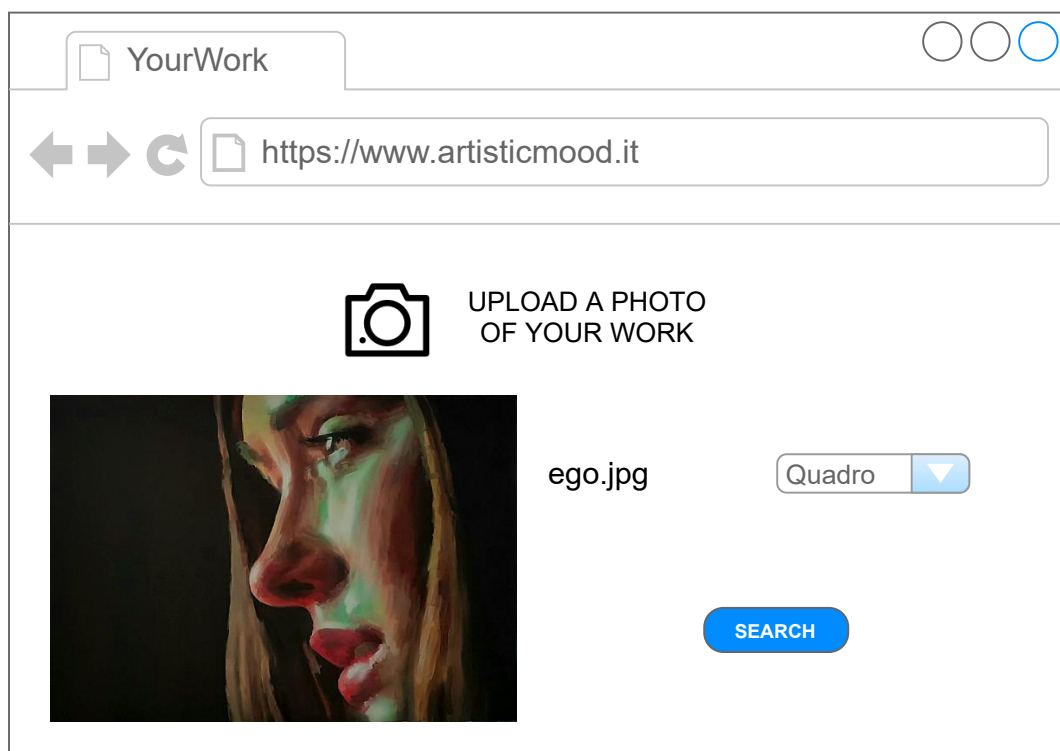 YourWork
https://www.artisticmood.it
UPLOAD A PHOTO
OF YOUR WORK
ego.jpg
Quadro
SEARCH